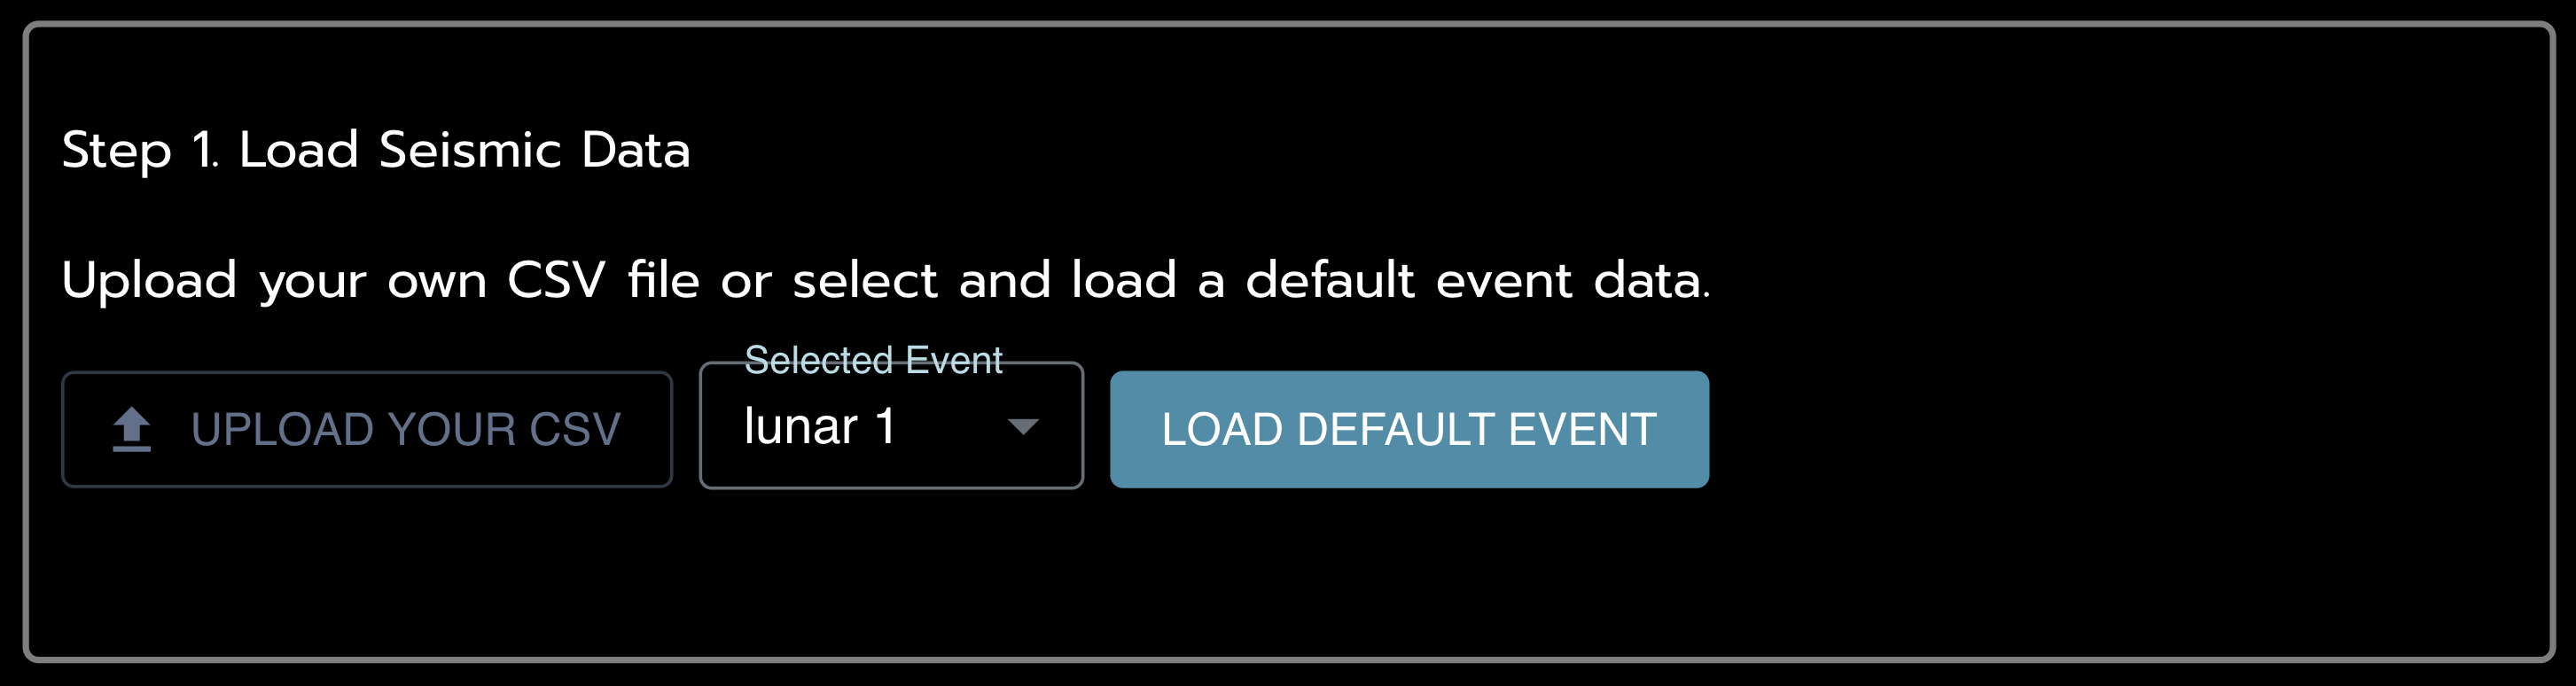 Step 1. Load Seismic Data
Upload your own CSV file or select and load a default event data.
Selected Event
UPLOAD YOUR CSV
lunar 1
LOAD DEFAULT EVENT